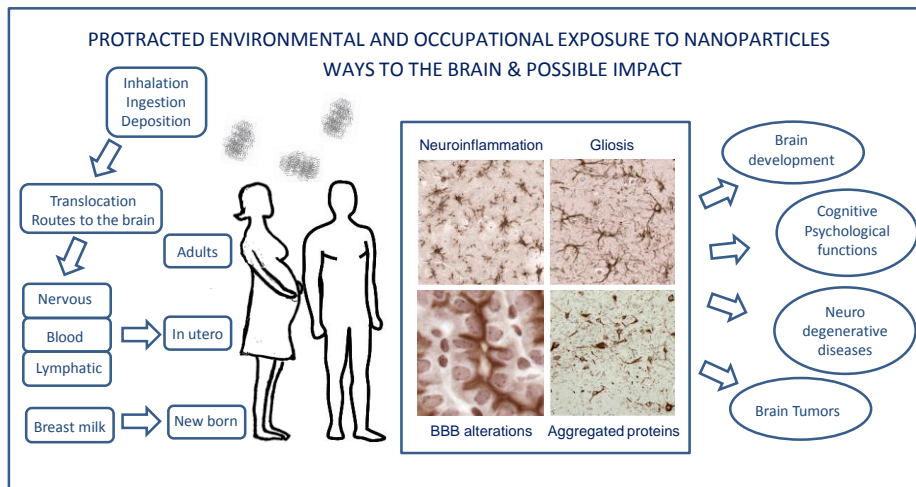 PROTRACTED ENVIRONMENTAL AND OCCUPATIONAL EXPOSURE TO NANOPARTICLES
WAYS TO THE BRAIN & POSSIBLE IMPACT
Inhalation
Ingestion
Deposition
Translocation
Routes to the brain
Nervous
Blood
Lymphatic
Breast milk
Adults
In utero
New born
Neuroinflammation
Gliosis
BBB alterations
Aggregated proteins
Brain
development
Cognitive
Psychological
functions
Neuro
degenerative
diseases
Brain Tumors